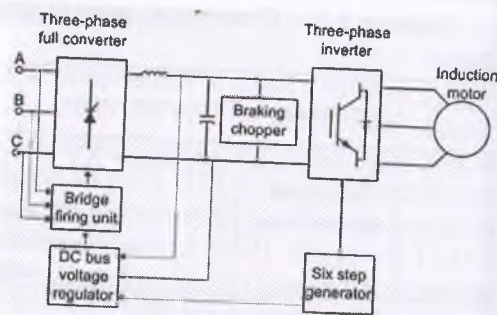 Three-phase
full converter
Three-phase
inverter
A
B
C
Induction
motor
Braking
chopper
Bridge
firing unit
DC bus
voltage
regulator
Six step
generator